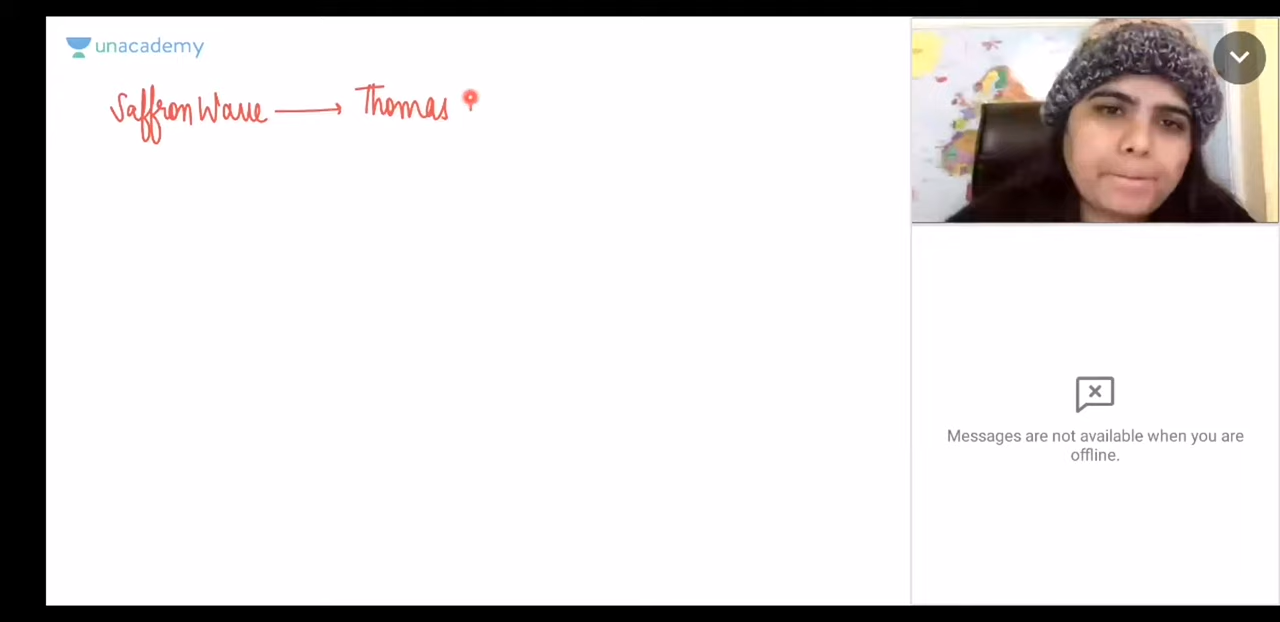 unacademy
Saffron Wave → Thomas
Messages are not available when you are
offline.